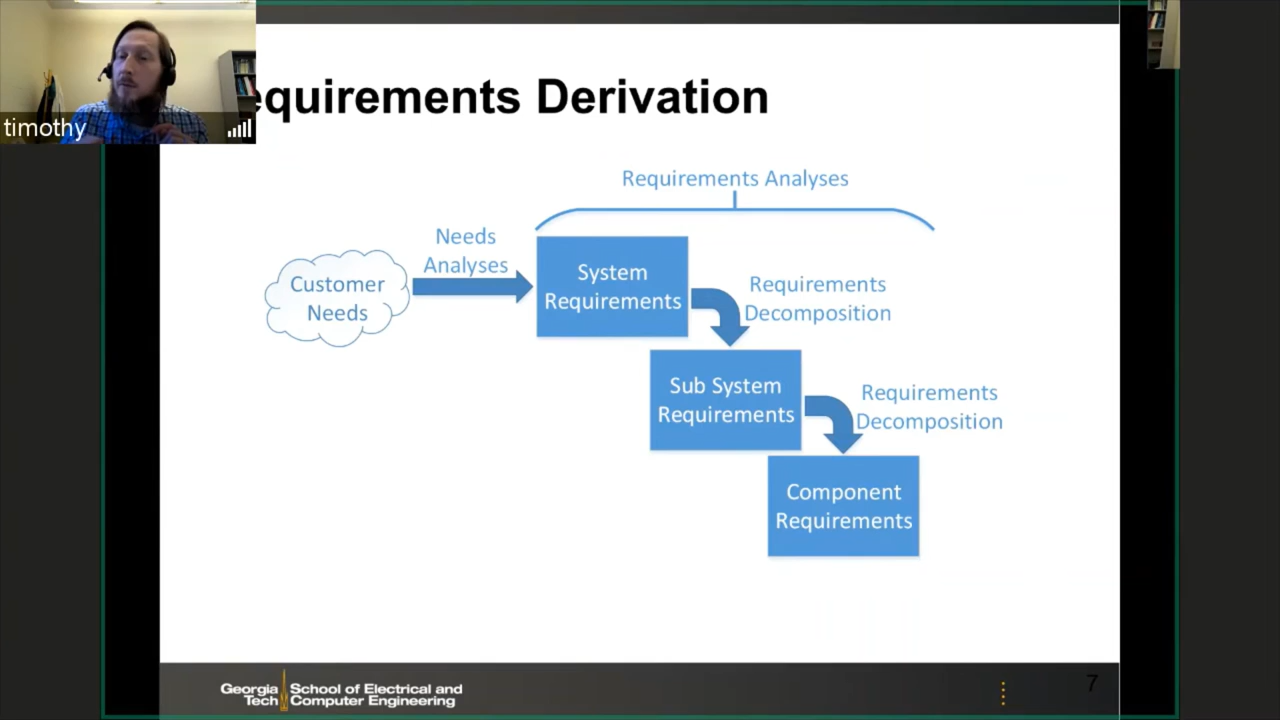 timothy
equirements Derivation
Requirements Analyses
Needs
Analyses
Customer
Needs
System
Requirements
Requirements
Decomposition
Sub System
Requirements
Requirements
Decomposition
Component
Requirements
Georgia
Tech
School of Electrical and
Computer Engineering
7